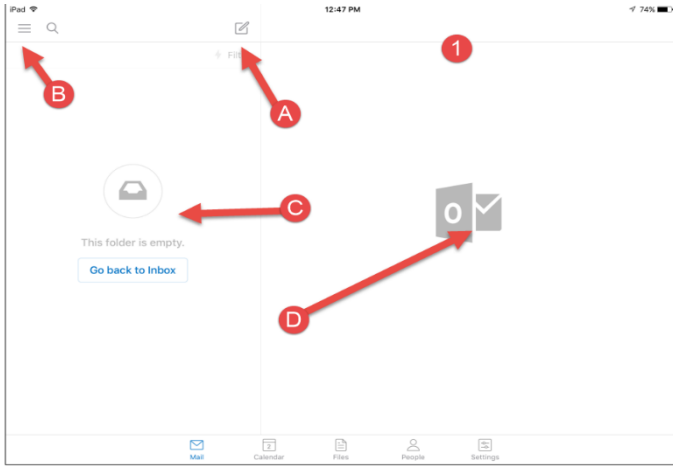 iPad 12:47 PM 74%
1
B
A
C
This folder is empty.
Go back to Inbox
O
D
3
Mail Calendar Files People Settings